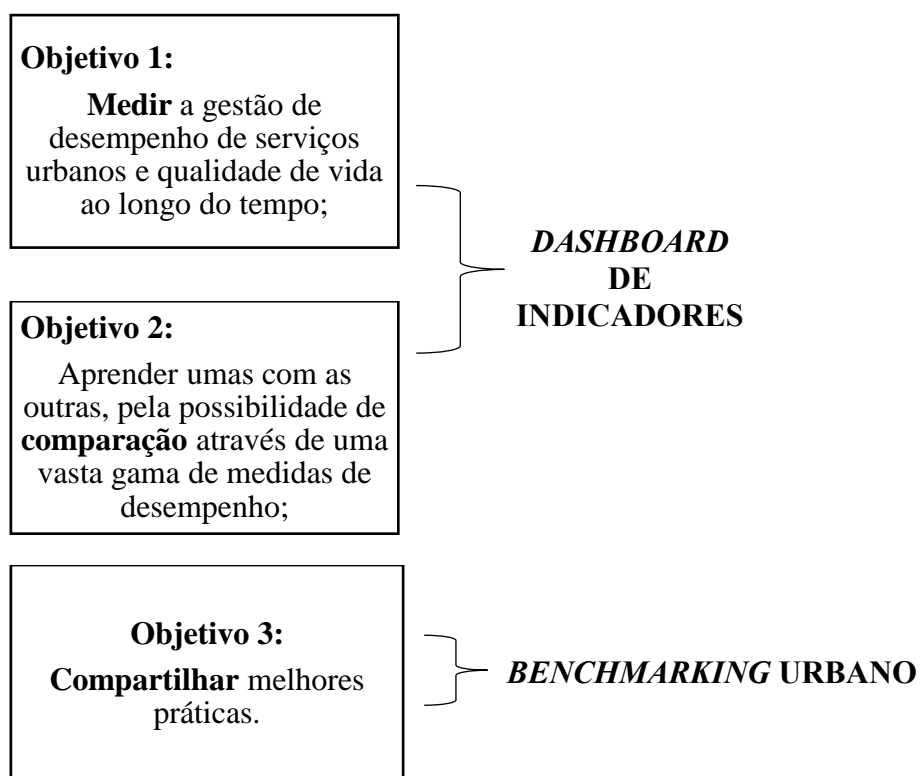 Objetivo 1:
Medir a gestão de
desempenho de serviços
urbanos e qualidade de vida
ao longo do tempo;
DASHBOARD
DE
INDICADORES
Objetivo 2:
Aprender umas com as
outras, pela possibilidade de
comparação através de uma
vasta gama de medidas de
desempenho;
Objetivo 3:
Compartilhar melhores
práticas.
BENCHMARKING URBANO